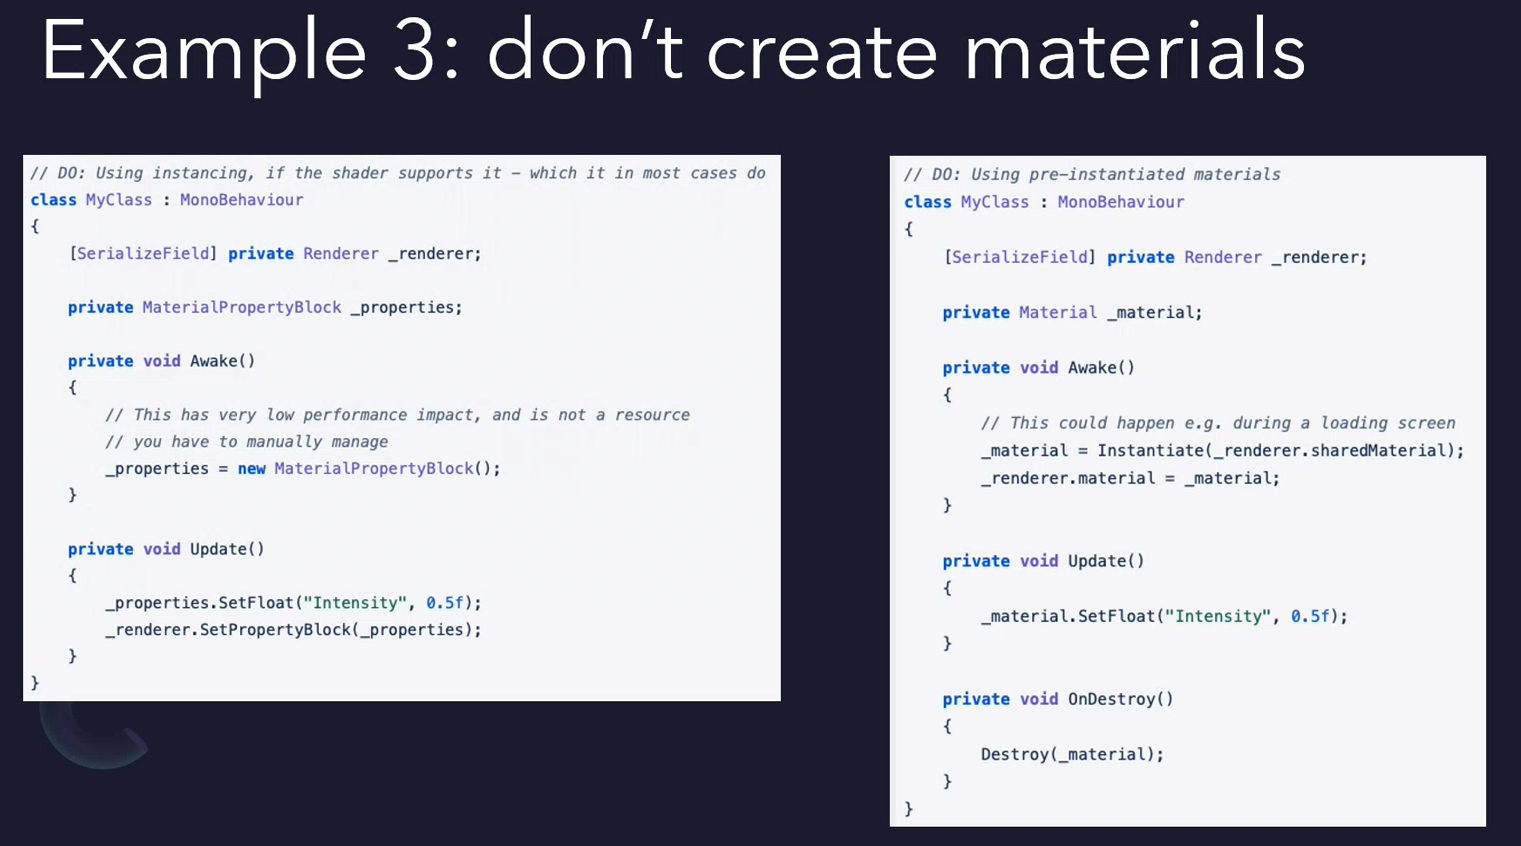 Example 3: don’t create materials
// DO: Using instancing, if the shader supports it – which it in most cases do
class MyClass : MonoBehaviour
{
    [SerializeField] private Renderer _renderer;

    private MaterialPropertyBlock _properties;

    private void Awake()
    {
        // This has very low performance impact, and is not a resource
        // you have to manually manage
        _properties = new MaterialPropertyBlock();
    }

    private void Update()
    {
        _properties.SetFloat("Intensity", 0.5f);
        _renderer.SetPropertyBlock(_properties);
    }
}
// DO: Using pre–instantiated materials
class MyClass : MonoBehaviour
{
    [SerializeField] private Renderer _renderer;

    private Material _material;

    private void Awake()
    {
        // This could happen e.g. during a loading screen
        _material = Instantiate(_renderer.sharedMaterial);
        _renderer.material = _material;
    }

    private void Update()
    {
        _material.SetFloat("Intensity", 0.5f);
    }

    private void OnDestroy()
    {
        Destroy(_material);
    }
}